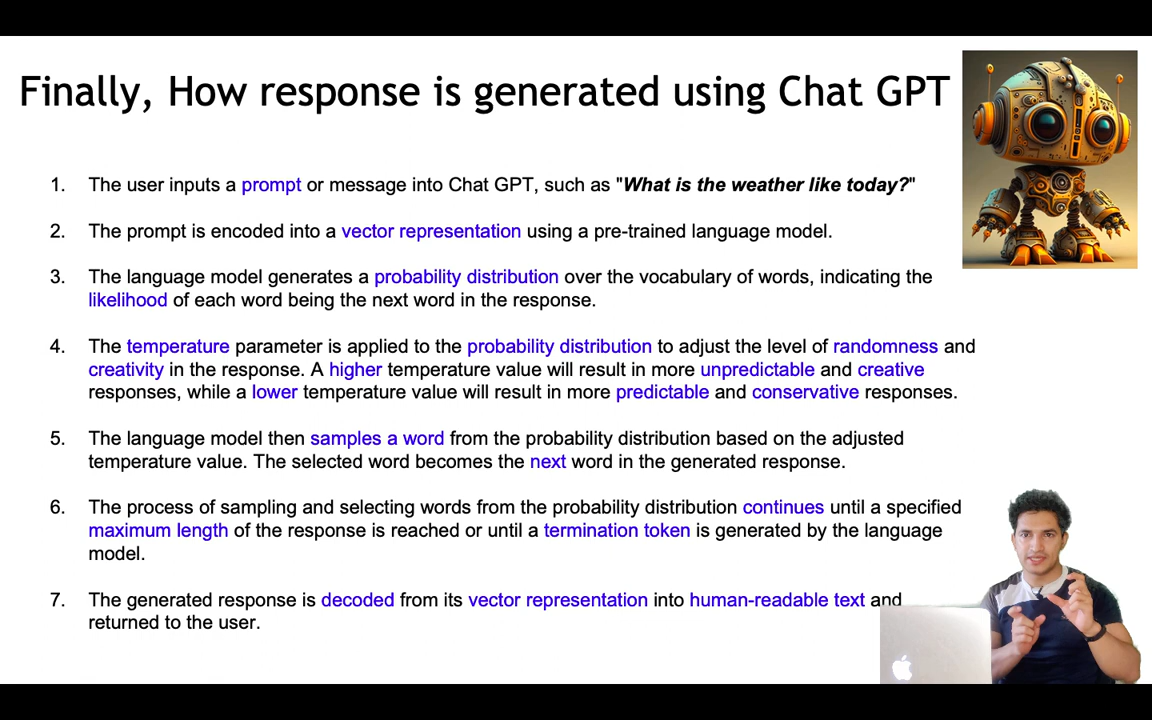 Finally, How response is generated using Chat GPT
1. The user inputs a prompt or message into Chat GPT, such as "What is the weather like today?"
2. The prompt is encoded into a vector representation using a pre-trained language model.
3. The language model generates a probability distribution over the vocabulary of words, indicating the
likelihood of each word being the next word in the response.
4. The temperature parameter is applied to the probability distribution to adjust the level of randomness and
creativity in the response. A higher temperature value will result in more unpredictable and creative
responses, while a lower temperature value will result in more predictable and conservative responses.
5. The language model then samples a word from the probability distribution based on the adjusted
temperature value. The selected word becomes the next word in the generated response.
6. The process of sampling and selecting words from the probability distribution continues until a specified
maximum length of the response is reached or until a termination token is generated by the language
model.
7. The generated response is decoded from its vector representation into human-readable text and
returned to the user.